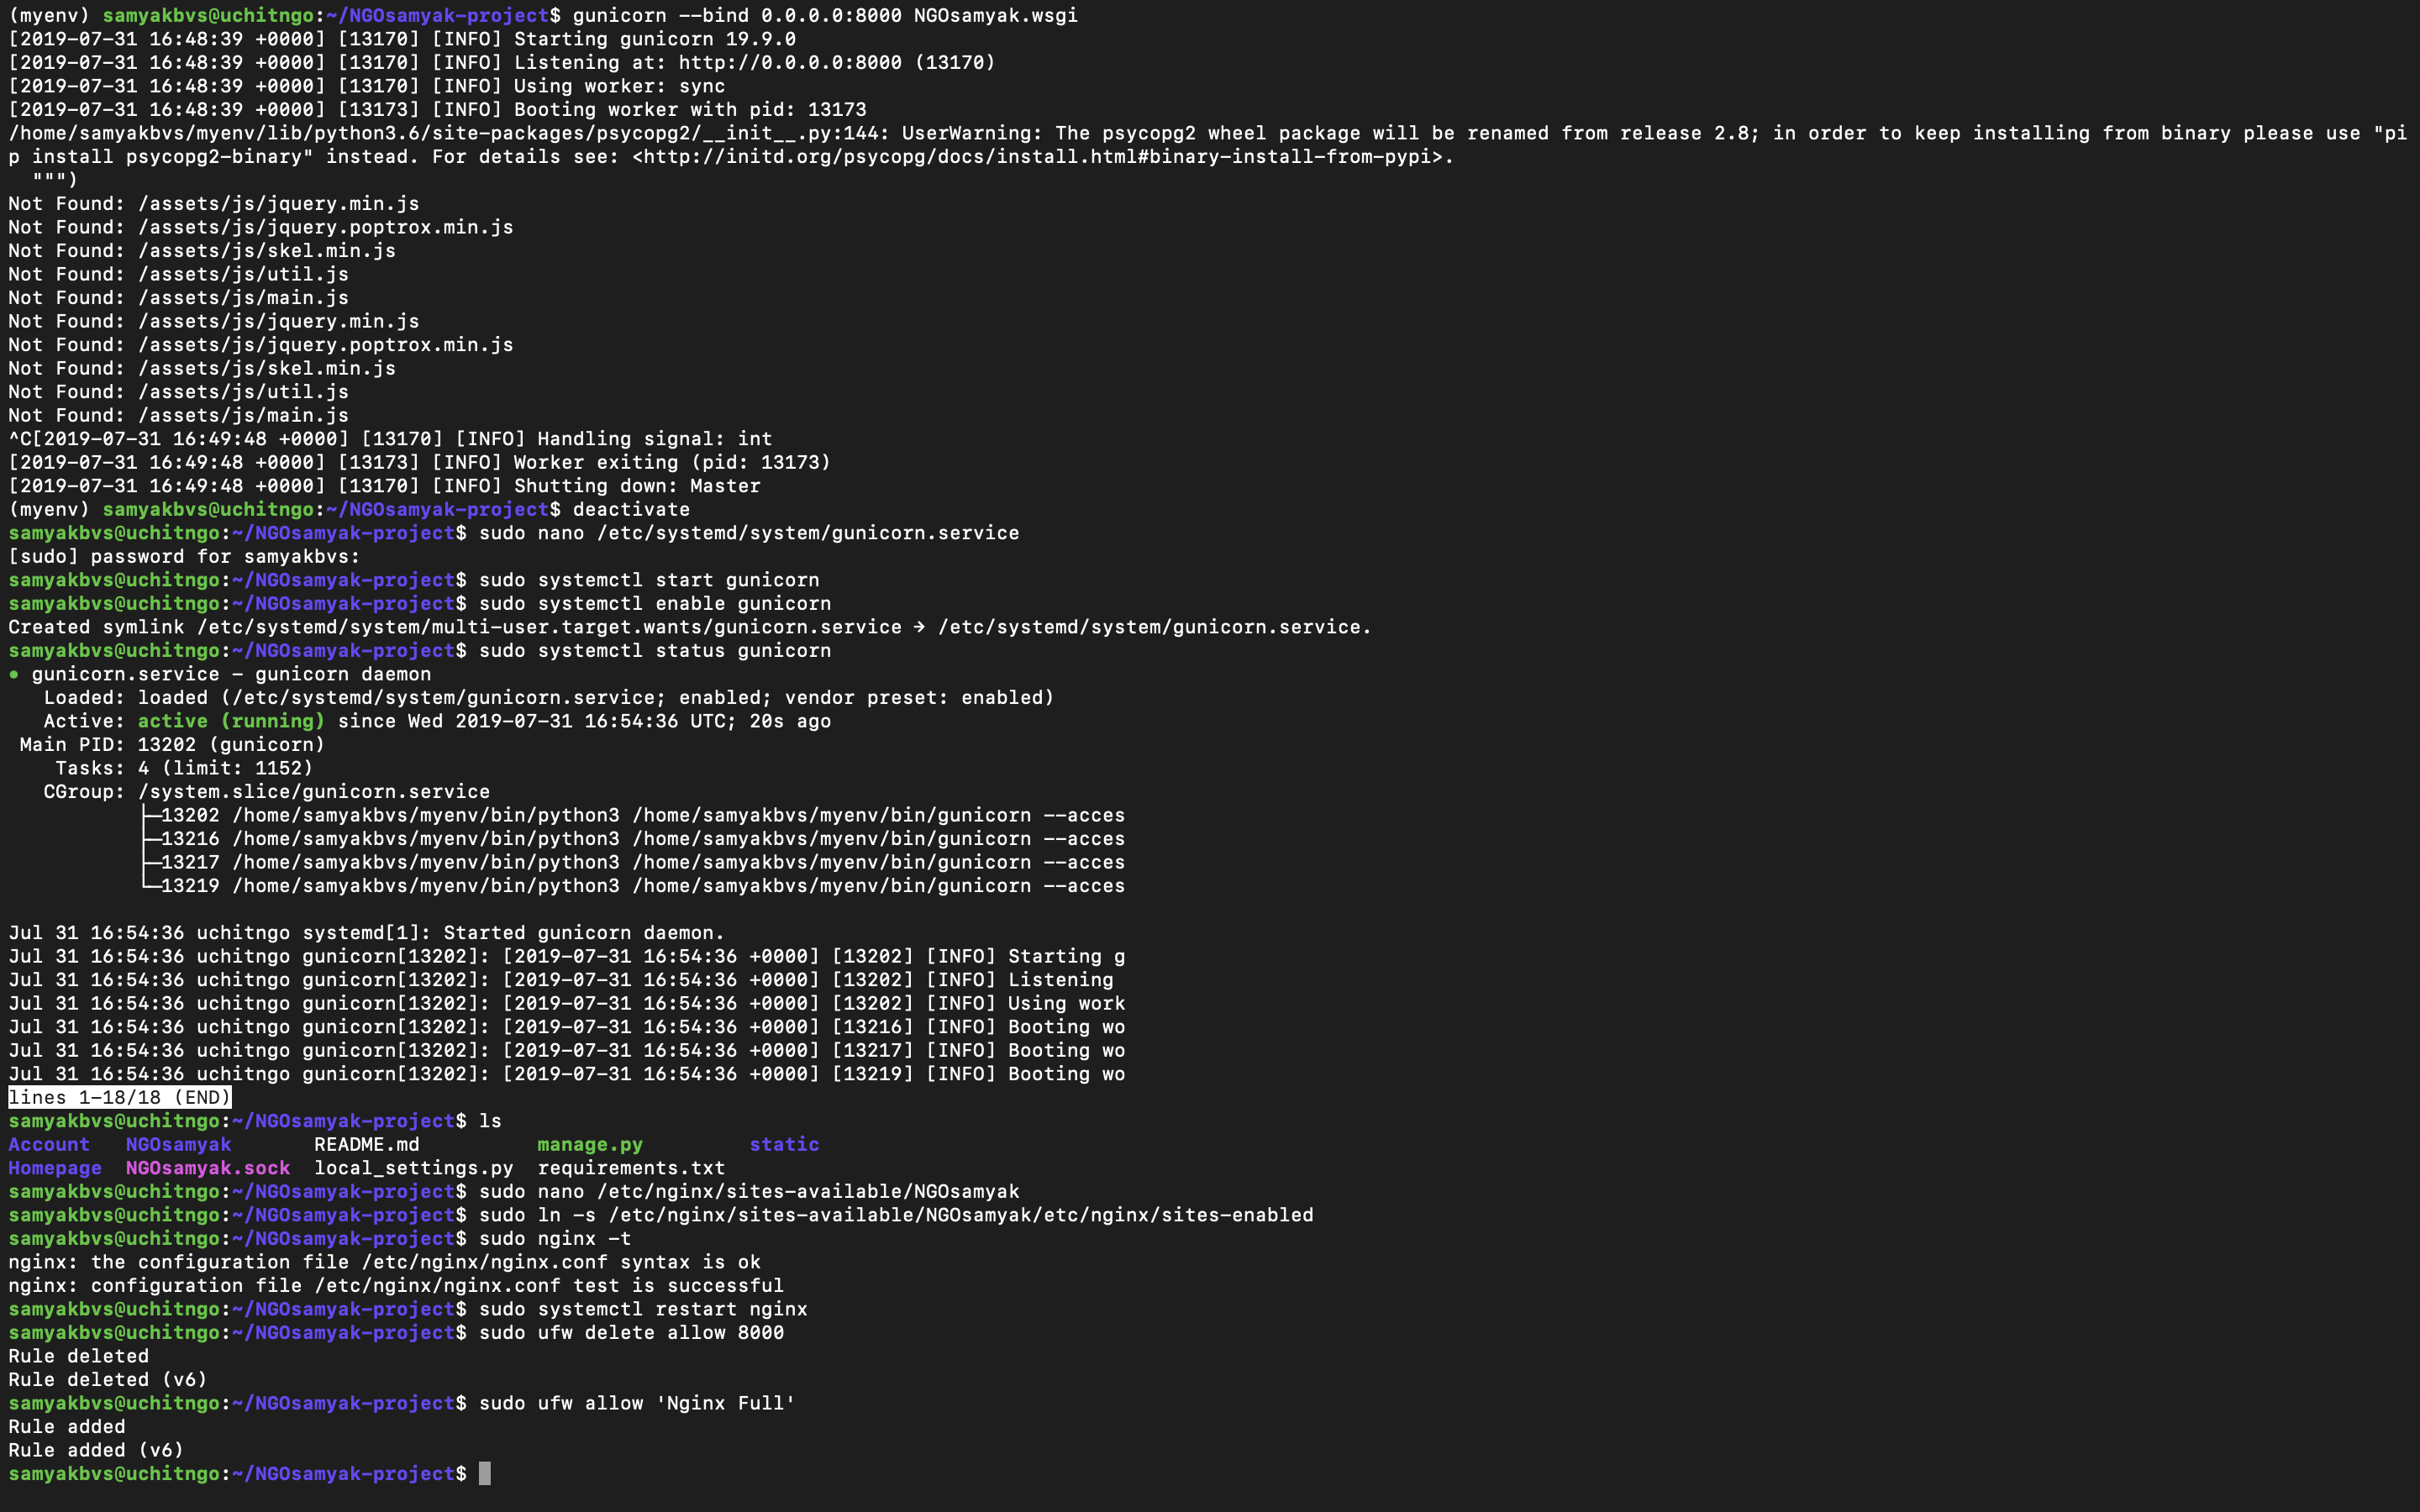 (myenv) samyakbvs@uchitngo:~/NGOsamyak-project$ gunicorn --bind 0.0.0.0:8000 NGOsamyak.wsgi
[2019-07-31 16:48:39 +0000] [13170] [INFO] Starting gunicorn 19.9.0
[2019-07-31 16:48:39 +0000] [13170] [INFO] Listening at: http://0.0.0.0:8000 (13170)
[2019-07-31 16:48:39 +0000] [13170] [INFO] Using worker: sync
[2019-07-31 16:48:39 +0000] [13173] [INFO] Booting worker with pid: 13173
/home/samyakbvs/myenv/lib/python3.6/site-packages/psycopg2/__init__.py:144: UserWarning: The psycopg2 wheel package will be renamed from release 2.8; in order to keep installing from binary please use "pi
p install psycopg2-binary" instead. For details see: <http://initd.org/psycopg/docs/install.html#binary-install-from-pypi>.
  """)
Not Found: /assets/js/jquery.min.js
Not Found: /assets/js/jquery.poptrox.min.js
Not Found: /assets/js/skel.min.js
Not Found: /assets/js/util.js
Not Found: /assets/js/main.js
Not Found: /assets/js/jquery.min.js
Not Found: /assets/js/jquery.poptrox.min.js
Not Found: /assets/js/skel.min.js
Not Found: /assets/js/util.js
Not Found: /assets/js/main.js
^C[2019-07-31 16:49:48 +0000] [13170] [INFO] Handling signal: int
[2019-07-31 16:49:48 +0000] [13173] [INFO] Worker exiting (pid: 13173)
[2019-07-31 16:49:48 +0000] [13170] [INFO] Shutting down: Master
(myenv) samyakbvs@uchitngo:~/NGOsamyak-project$ deactivate
samyakbvs@uchitngo:~/NGOsamyak-project$ sudo nano /etc/systemd/system/gunicorn.service
[sudo] password for samyakbvs:
samyakbvs@uchitngo:~/NGOsamyak-project$ sudo systemctl start gunicorn
samyakbvs@uchitngo:~/NGOsamyak-project$ sudo systemctl enable gunicorn
Created symlink /etc/systemd/system/multi-user.target.wants/gunicorn.service → /etc/systemd/system/gunicorn.service.
samyakbvs@uchitngo:~/NGOsamyak-project$ sudo systemctl status gunicorn
● gunicorn.service - gunicorn daemon
   Loaded: loaded (/etc/systemd/system/gunicorn.service; enabled; vendor preset: enabled)
   Active: active (running) since Wed 2019-07-31 16:54:36 UTC; 20s ago
 Main PID: 13202 (gunicorn)
    Tasks: 4 (limit: 1152)
   CGroup: /system.slice/gunicorn.service
           ├─13202 /home/samyakbvs/myenv/bin/python3 /home/samyakbvs/myenv/bin/gunicorn --acces
           ├─13216 /home/samyakbvs/myenv/bin/python3 /home/samyakbvs/myenv/bin/gunicorn --acces
           ├─13217 /home/samyakbvs/myenv/bin/python3 /home/samyakbvs/myenv/bin/gunicorn --acces
           └─13219 /home/samyakbvs/myenv/bin/python3 /home/samyakbvs/myenv/bin/gunicorn --acces

Jul 31 16:54:36 uchitngo systemd[1]: Started gunicorn daemon.
Jul 31 16:54:36 uchitngo gunicorn[13202]: [2019-07-31 16:54:36 +0000] [13202] [INFO] Starting g
Jul 31 16:54:36 uchitngo gunicorn[13202]: [2019-07-31 16:54:36 +0000] [13202] [INFO] Listening
Jul 31 16:54:36 uchitngo gunicorn[13202]: [2019-07-31 16:54:36 +0000] [13202] [INFO] Using work
Jul 31 16:54:36 uchitngo gunicorn[13202]: [2019-07-31 16:54:36 +0000] [13216] [INFO] Booting wo
Jul 31 16:54:36 uchitngo gunicorn[13202]: [2019-07-31 16:54:36 +0000] [13217] [INFO] Booting wo
Jul 31 16:54:36 uchitngo gunicorn[13202]: [2019-07-31 16:54:36 +0000] [13219] [INFO] Booting wo
lines 1-18/18 (END)
samyakbvs@uchitngo:~/NGOsamyak-project$ ls
Account   NGOsamyak       README.md          manage.py         static
Homepage  NGOsamyak.sock  local_settings.py  requirements.txt
samyakbvs@uchitngo:~/NGOsamyak-project$ sudo nano /etc/nginx/sites-available/NGOsamyak
samyakbvs@uchitngo:~/NGOsamyak-project$ sudo ln -s /etc/nginx/sites-available/NGOsamyak/etc/nginx/sites-enabled
samyakbvs@uchitngo:~/NGOsamyak-project$ sudo nginx -t
nginx: the configuration file /etc/nginx/nginx.conf syntax is ok
nginx: configuration file /etc/nginx/nginx.conf test is successful
samyakbvs@uchitngo:~/NGOsamyak-project$ sudo systemctl restart nginx
samyakbvs@uchitngo:~/NGOsamyak-project$ sudo ufw delete allow 8000
Rule deleted
Rule deleted (v6)
samyakbvs@uchitngo:~/NGOsamyak-project$ sudo ufw allow 'Nginx Full'
Rule added
Rule added (v6)
samyakbvs@uchitngo:~/NGOsamyak-project$